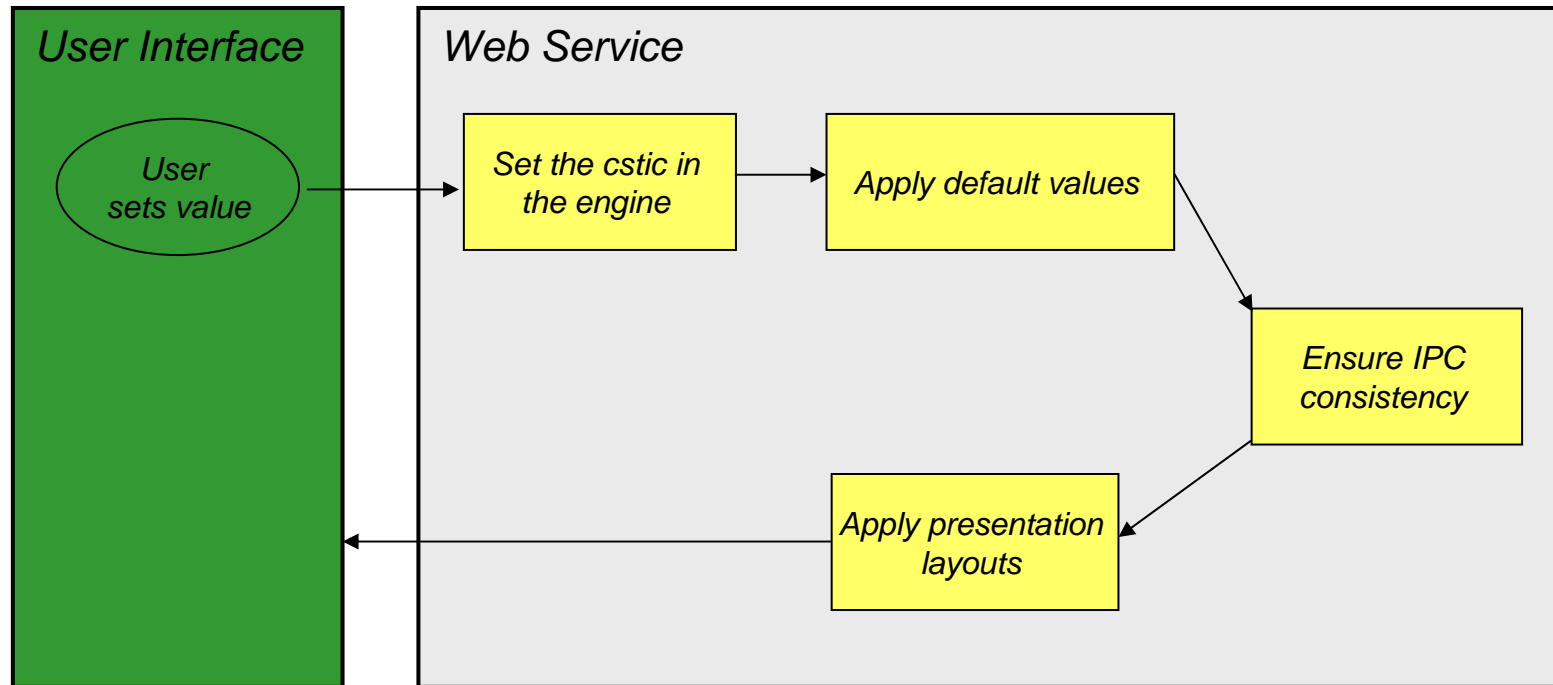 User Interface
Web Service
User
sets value
Set the cstic in
the engine
Apply default values
Ensure IPC
consistency
Apply presentation
layouts